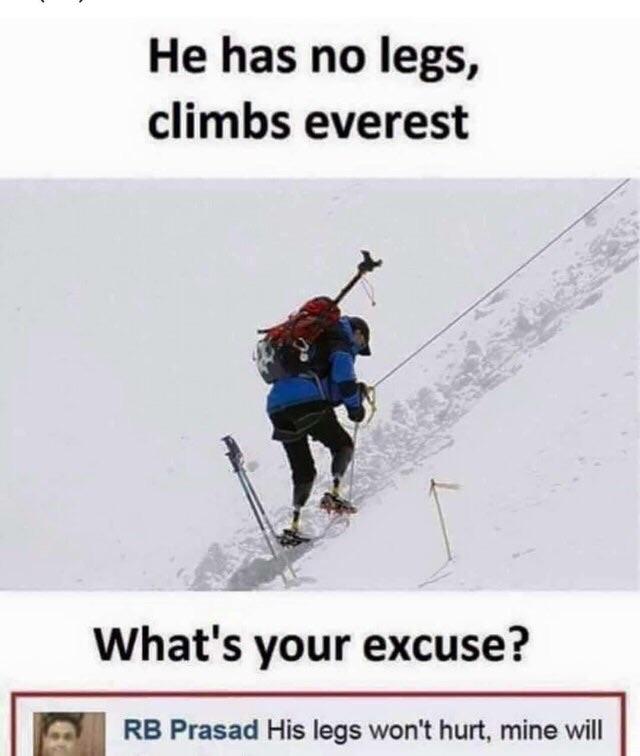 He has no legs,
climbs everest
What's your excuse?
RB Prasad His legs won't hurt, mine will